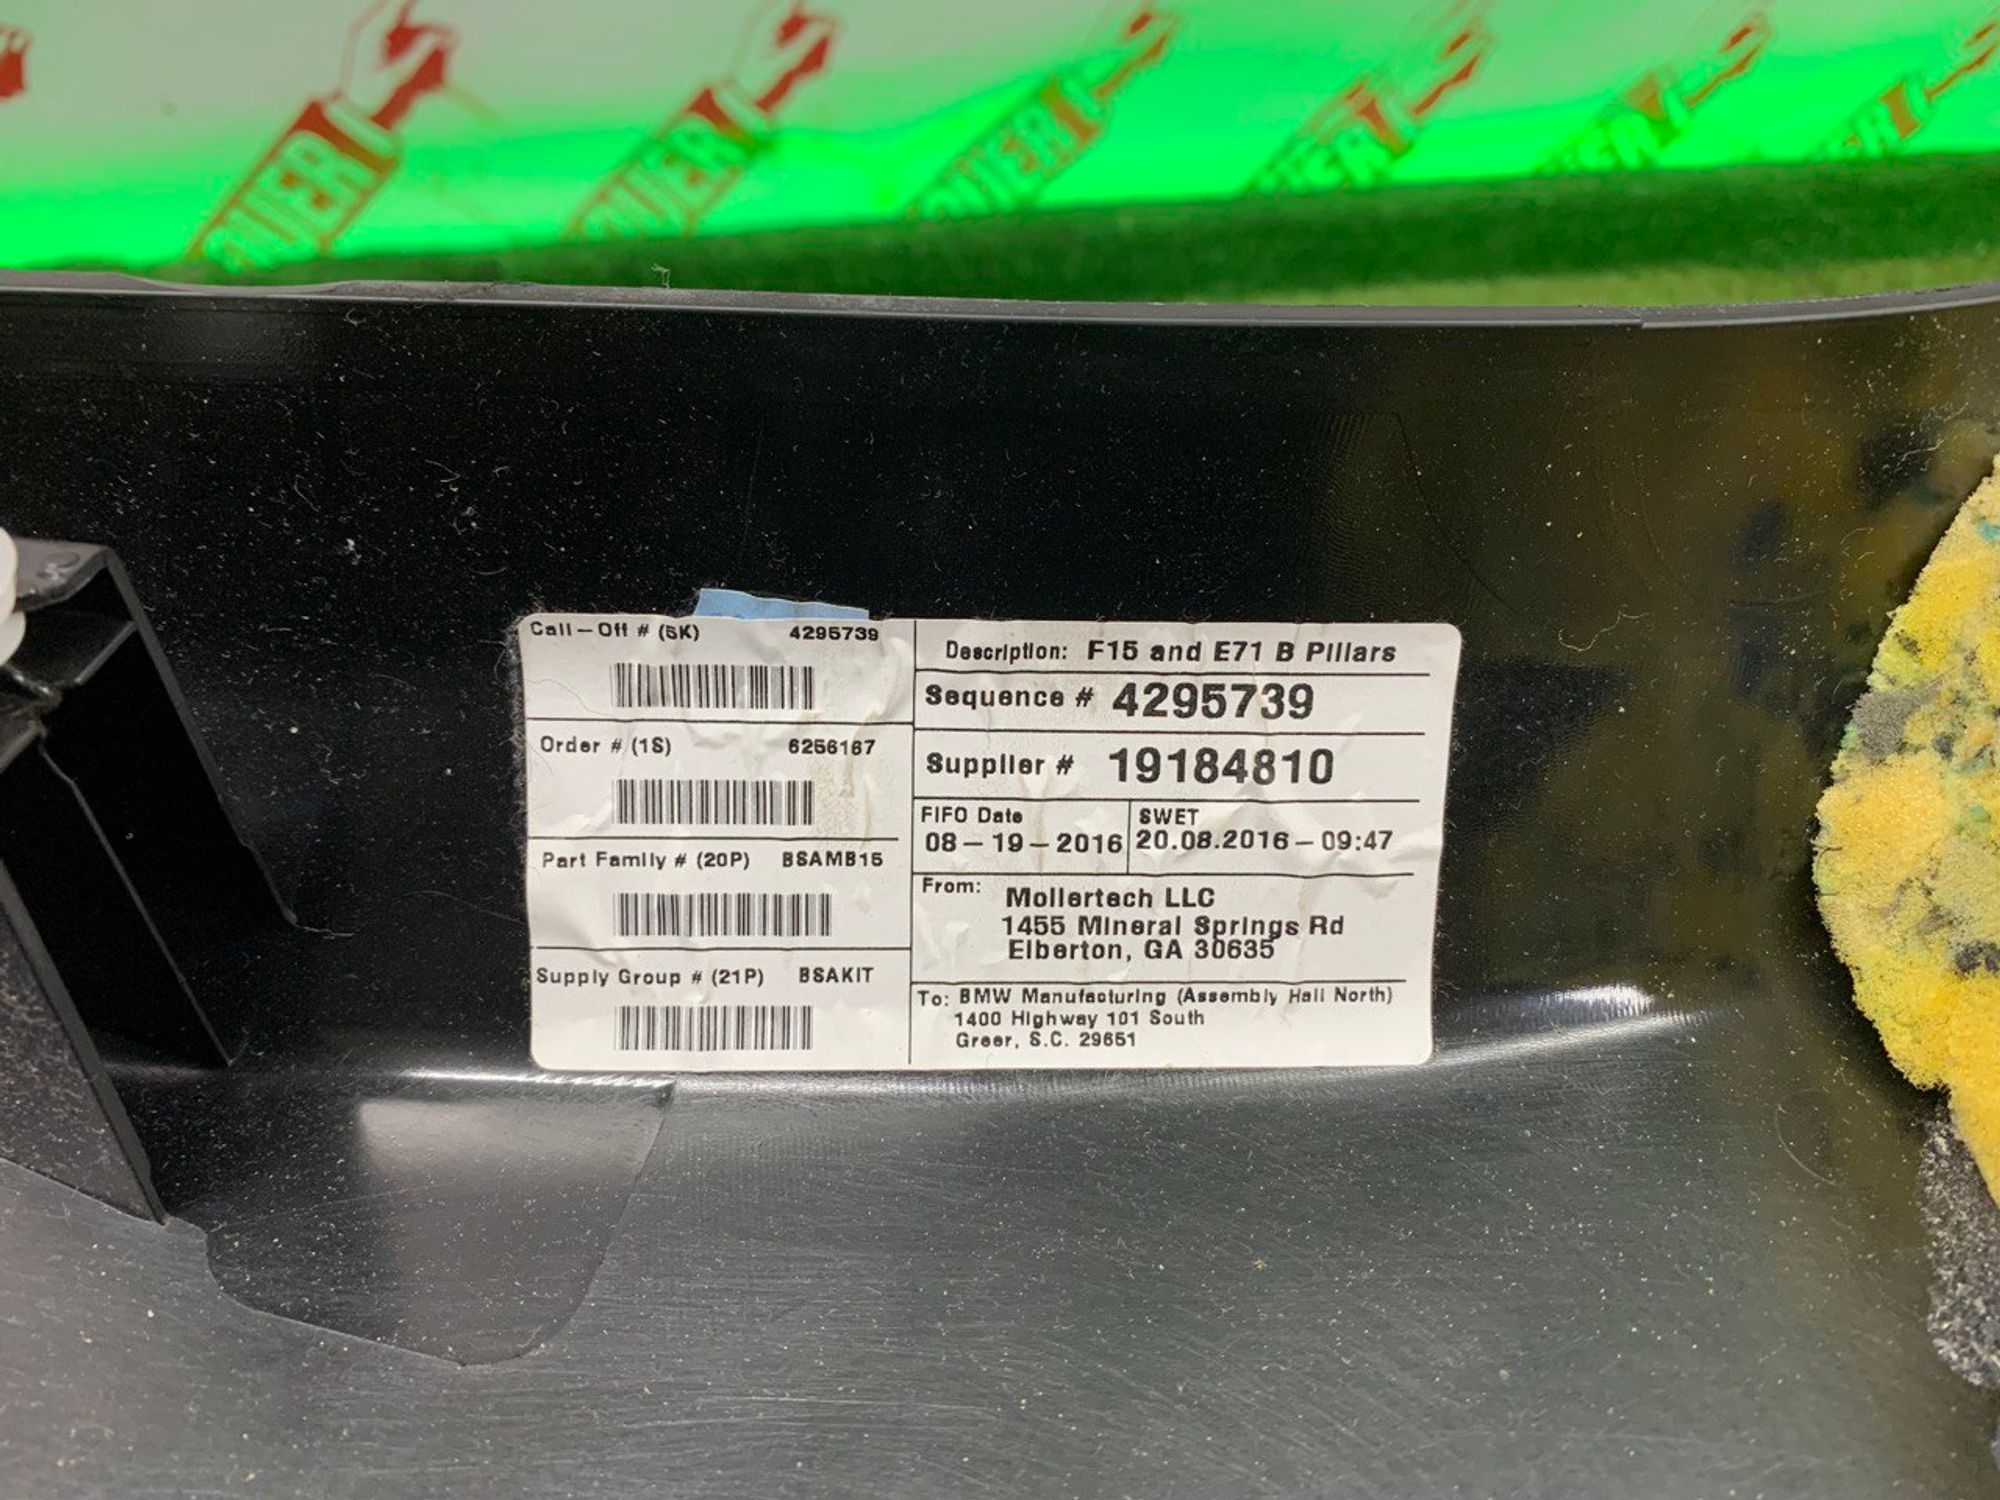 Call-Off # (5K) 4295739
Order # (1S) 6256167
Part Family # (20P) BSAMB15
Supply Group # (21P) BSAKIT
Description: F15 and E71 B Pillars
Sequence # 4295739
Supplier # 19184810
FIFO Date
08-19-2016
SWET
20.08.2016-09:47
From: Mollertech LLC
1455 Mineral Springs Rd
Elberton, GA 30635
To: BMW Manufacturing (Assembly Hall North)
1400 Highway 101 South
Greer, S.C. 29651